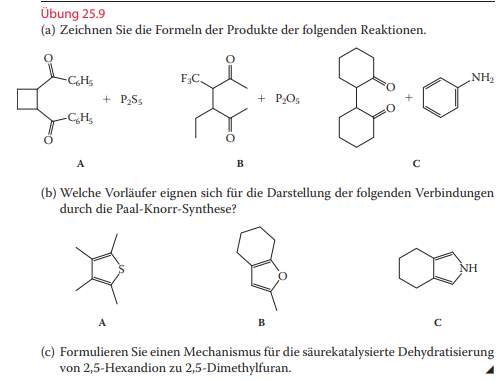 Übung 25.9
(a) Zeichnen Sie die Formeln der Produkte der folgenden Reaktionen.
O
C₆H₅
+ P₂S₅
C₆H₅
O
A
O
F₃C
+ P₂O₅
O
B
O
O
+
NH₂
C
(b) Welche Vorläufer eignen sich für die Darstellung der folgenden Verbindungen
durch die Paal-Knorr-Synthese?
S
A
O
B
NH
C
(c) Formulieren Sie einen Mechanismus für die säurekatalysierte Dehydratisierung
von 2,5-Hexandion zu 2,5-Dimethylfuran.